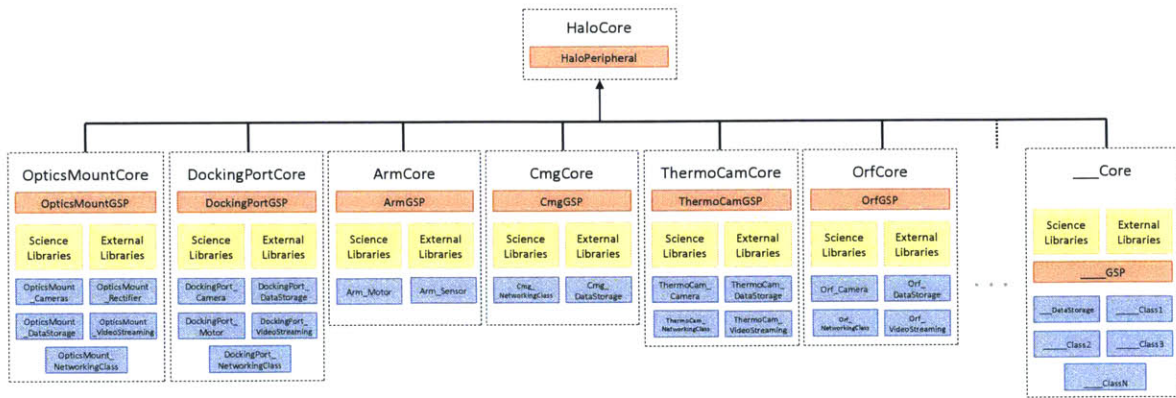 HaloCore
HaloPeripheral
OpticsMountCore
OpticsMountGSP
Science
Libraries
External
Libraries
OpticsMount
_Cameras
OpticsMount
_Rectifier
OpticsMount
_DataStorage
OpticsMount
_VideoStreaming
OpticsMount_
NetworkingClass
DockingPortCore
DockingPortGSP
Science
Libraries
External
Libraries
DockingPort_
Camera
DockingPort_
DataStorage
DockingPort_
Motor
DockingPort_
VideoStreaming
DockingPort_
NetworkingClass
ArmCore
ArmGSP
Science
Libraries
External
Libraries
Arm_Motor
Arm_Sensor
CmgCore
CmgGSP
Science
Libraries
External
Libraries
Cmg_
NetworkingClass
Cmg_
DataStorage
ThermoCamCore
ThermoCamGSP
Science
Libraries
External
Libraries
ThermoCam_
Camera
ThermoCam_
DataStorage
ThermoCam_
NetworkingClass
ThermoCam_
VideoStreaming
OrfCore
OrfGSP
Science
Libraries
External
Libraries
Orf_Camera
Orf_
DataStorage
Orf_
NetworkingClass
Orf_
VideoStreaming
. . .
___Core
Science
Libraries
External
Libraries
____GSP
___DataStorage
_____Class1
_____Class2
_____Class3
_____ClassN